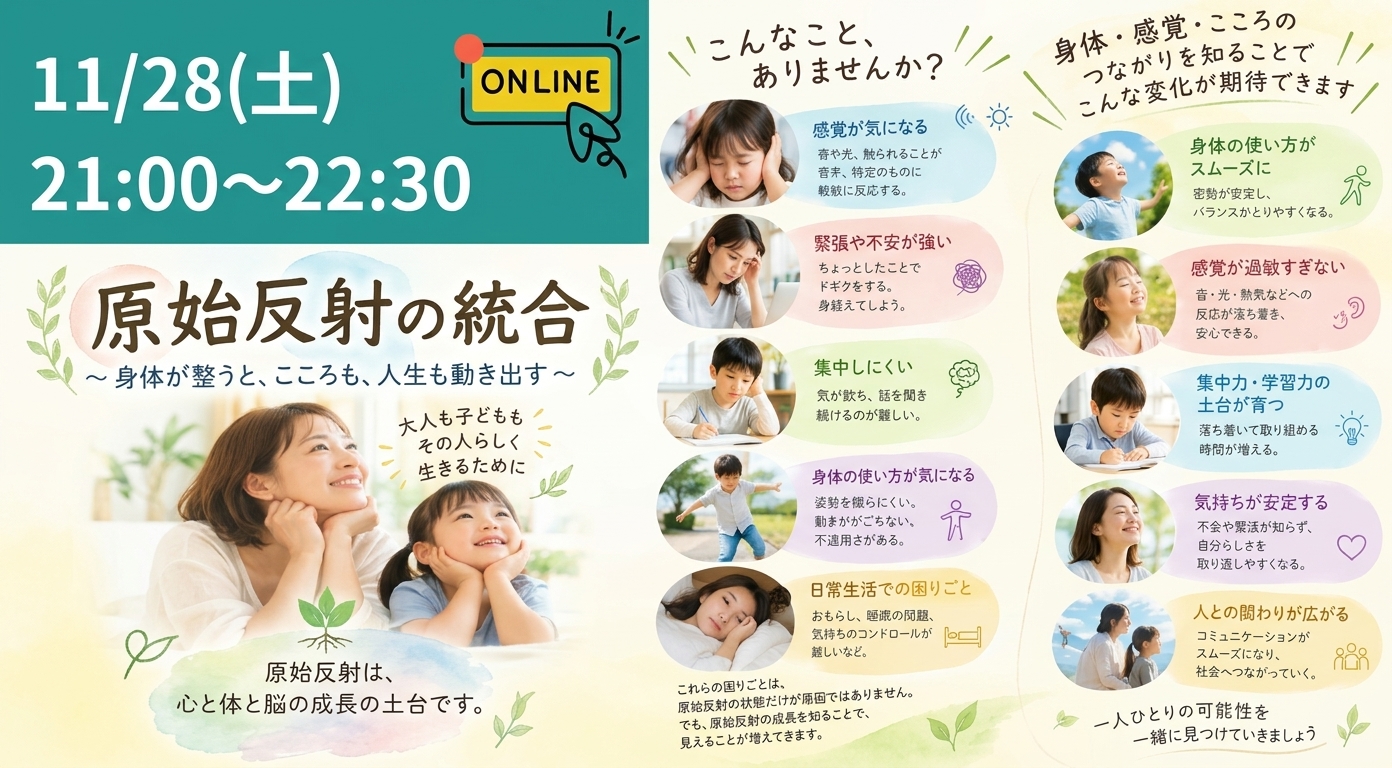 11/28(土)
21:00～22:30
ONLINE
原始反射の統合
～ 身体が整うと、こころも、人生も動き出す ～
大人も子どもも
その人らしく
生きるために
原始反射は、
心と体と脳の成長の土台です。
こんなこと、
ありませんか？
感覚が気になる
音や光、触られることが
音未、特定のものに
に反応する。
緊張や不安が強い
ちょっとしたことで
ドギクをする。
身経えてしよう。
集中しにくい
気が飲ち、話を聞き
続けるのが難しい。
身体の使い方が気になる
姿勢を儼らにくい。
動きががごちない、
不適用さがある。
日常生活での困りごと
おもらし、睡眠の問題、
気持ちのコンドロールが
難しいなど。
これらの困りごとは、
原始反射の状態だけが原因ではありません。
でも、原始反射の成長を知ることで、
見えることが増えてきます。
身体・感覚・こころの
つながりを知ることで
こんな変化が期待できます
身体の使い方が
スムーズに
密勢が安定し、
バランスかとりやすくなる。
感覚が過敏すぎない
音・光・熱気などへの
反応が落ち着き、
安心できる。
集中力・学習力の
土台が育つ
落ち着いて取り組める
時間が増える。
気持ちが安定する
不会や緊張が知らず、
自分らしさを
取り返しやすくなる。
人との関わりが広がる
コミュニケーションが
スムーズになり、
社会へつながっていく。
一人ひとりの可能性を
一緒に見つけていきましょう